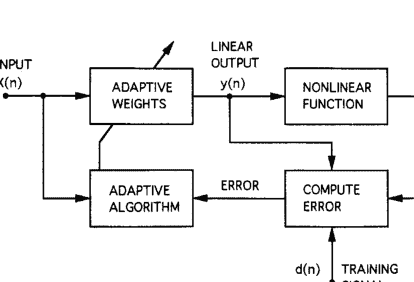 LINEAR
OUTPUT
y(n)
ADAPTIVE
WEIGHTS
NONLINEAR
FUNCTION
ADAPTIVE
ALGORITHM
ERROR
COMPUTE
ERROR
d(n) TRAINING